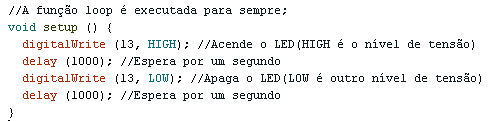 //A função loop é executada para sempre;
void setup () {
digitalWrite (13, HIGH); //Acende o LED(HIGH é o nível de tensão)
delay (1000); //Espera por um segundo
digitalWrite (13, LOW); //Apaga o LED(LOW é outro nível de tensão)
delay (1000); //Espera por um segundo
}